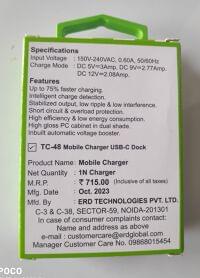 Specifications
Input Voltage : 150V-240VAC, 0.60A, 50/60Hz
Charge Mode : DC 5V=3Amp, DC 9V=2.77Amp.
DC 12V=2.08Amp.
Features
Up to 75% faster charging.
Intelligent charge detection.
Stabilized output, low ripple & low interference.
Short circuit & overload protection.
High efficiency & low energy consumption.
High gloss PC cabinet in dual shade.
Inbuilt automatic voltage booster.
☑ TC-48 Mobile Charger USB-C Dock
Product Name: Mobile Charger
Net Quantity : 1N Charger
M.R.P. : ₹ 715.00 (Inclusive of all taxes)
Mfd. : Oct. 2023
Mfd. By : ERD TECHNOLOGIES PVT. LTD.
C-3 & C-38, SECTOR-59, NOIDA-201301
In case of consumer complaints contact:
Name and address as above
e-mail : customercare@erdglobal.com
Manager Customer Care No.: 09868015454
POCO